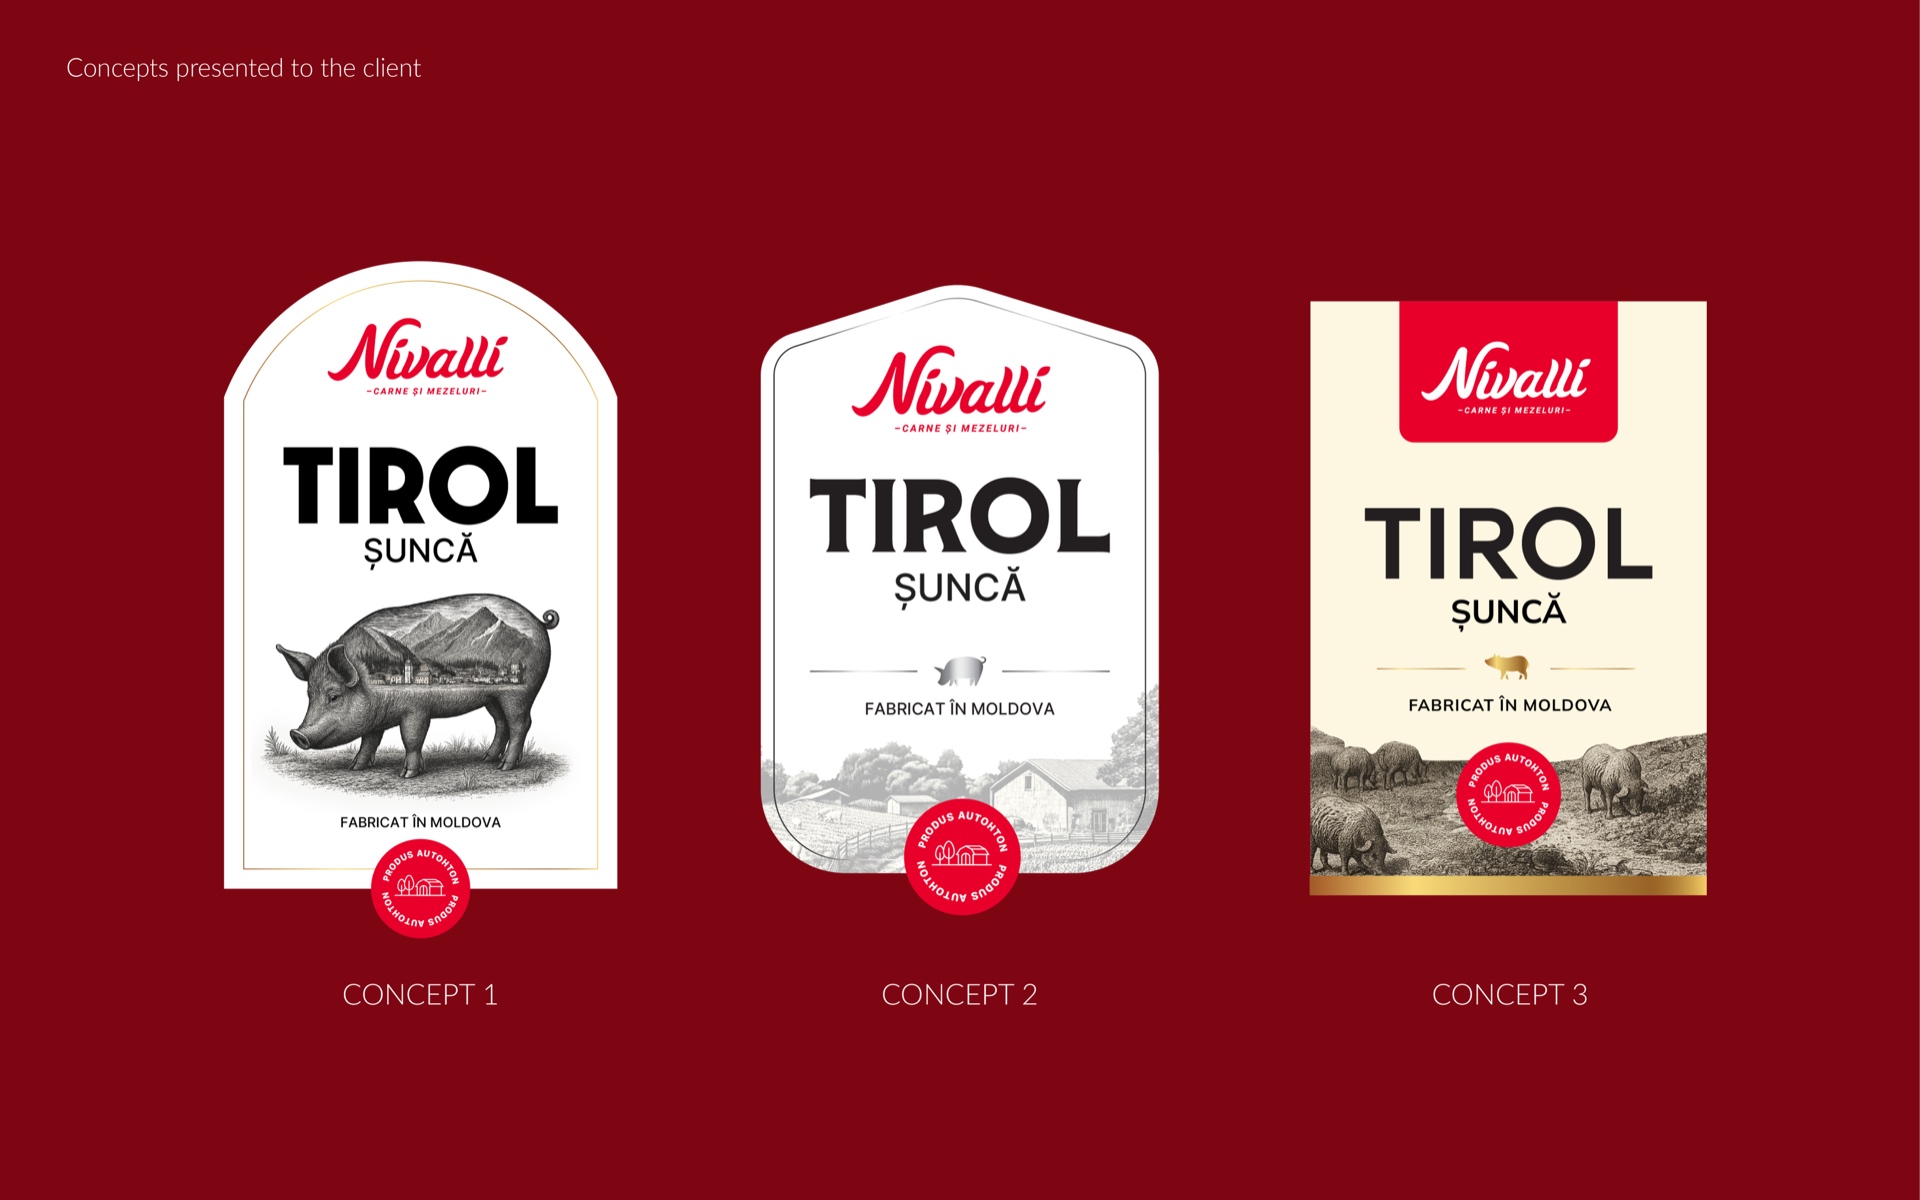 Concepts presented to the client
Nivalli
-CARNE ȘI MEZELURI-
TIROL
ȘUNCĂ
FABRICAT ÎN MOLDOVA
PRODUS AUTOHTON
PRODUS AUTOHTON
CONCEPT 1
Nivalli
-CARNE ȘI MEZELURI-
TIROL
ȘUNCĂ
FABRICAT ÎN MOLDOVA
PRODUS AUTOHTON
PRODUS AUTOHTON
CONCEPT 2
Nivalli
-CARNE ȘI MEZELURI-
TIROL
ȘUNCĂ
FABRICAT ÎN MOLDOVA
PRODUS AUTOHTON
PRODUS AUTOHTON
CONCEPT 3